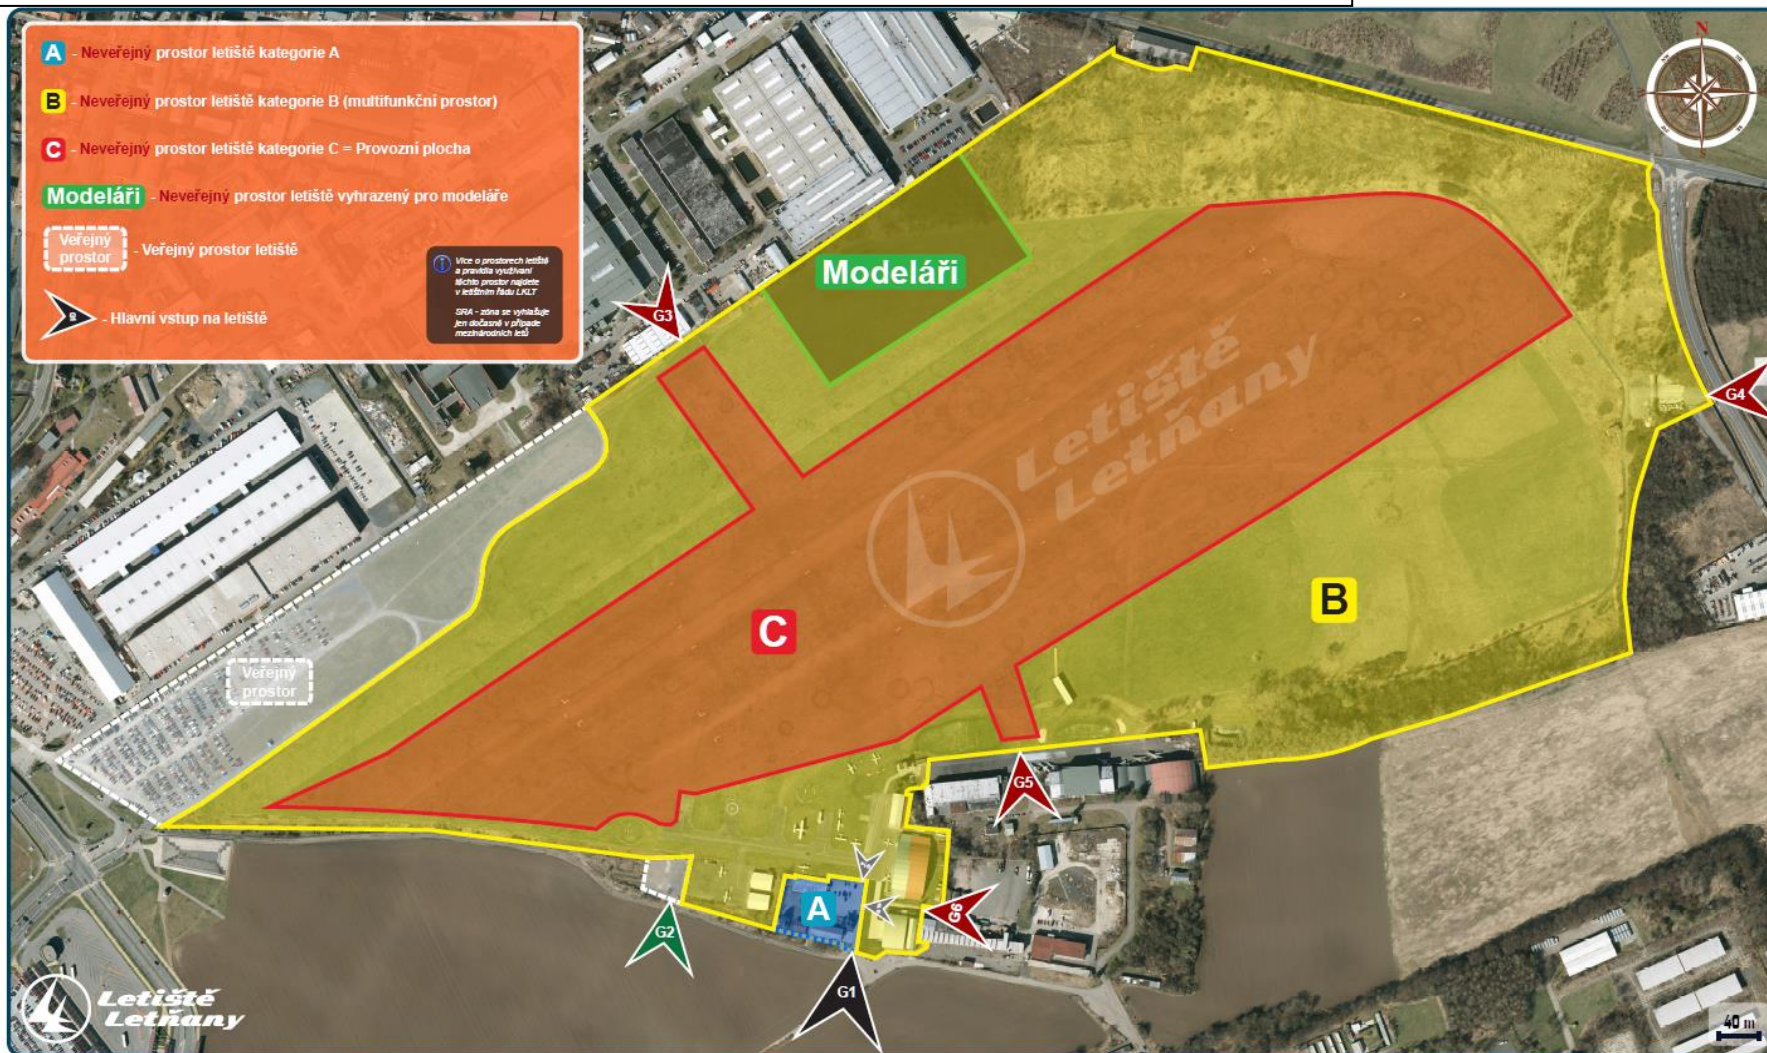 A - Neveřejný prostor letiště kategorie A
B - Neveřejný prostor letiště kategorie B (multifunkční prostor)
C - Neveřejný prostor letiště kategorie C = Provozní plocha
Modeláři - Neveřejný prostor letiště vyhrazený pro modeláře
Veřejný
prostor - Veřejný prostor letiště
- Hlavní vstup na letiště
Více o prostorech letiště
a pravidla využívaní
těchto prostor najdete
v letištním řádu LKLT
SRA - zóna se vyhlašuje
jen dočasně v případe
mezinárodních letů
N
Modeláři
G3
G4
Letiště
Letňany
B
C
Veřejný
prostor
G5
A
G6
G2
G1
Letiště
Letňany
40 m